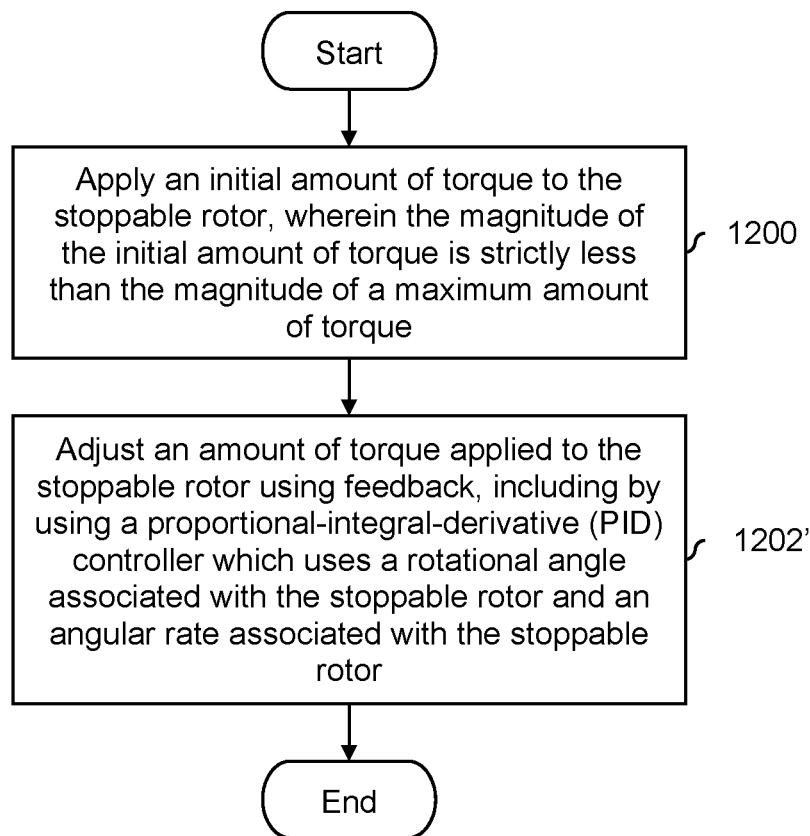 Start
Apply an initial amount of torque to the
stoppable rotor, wherein the magnitude of
the initial amount of torque is strictly less
than the magnitude of a maximum amount
of torque
1200
Adjust an amount of torque applied to the
stoppable rotor using feedback, including by
using a proportional-integral-derivative (PID)
controller which uses a rotational angle
associated with the stoppable rotor and an
angular rate associated with the stoppable
rotor
1202'
End